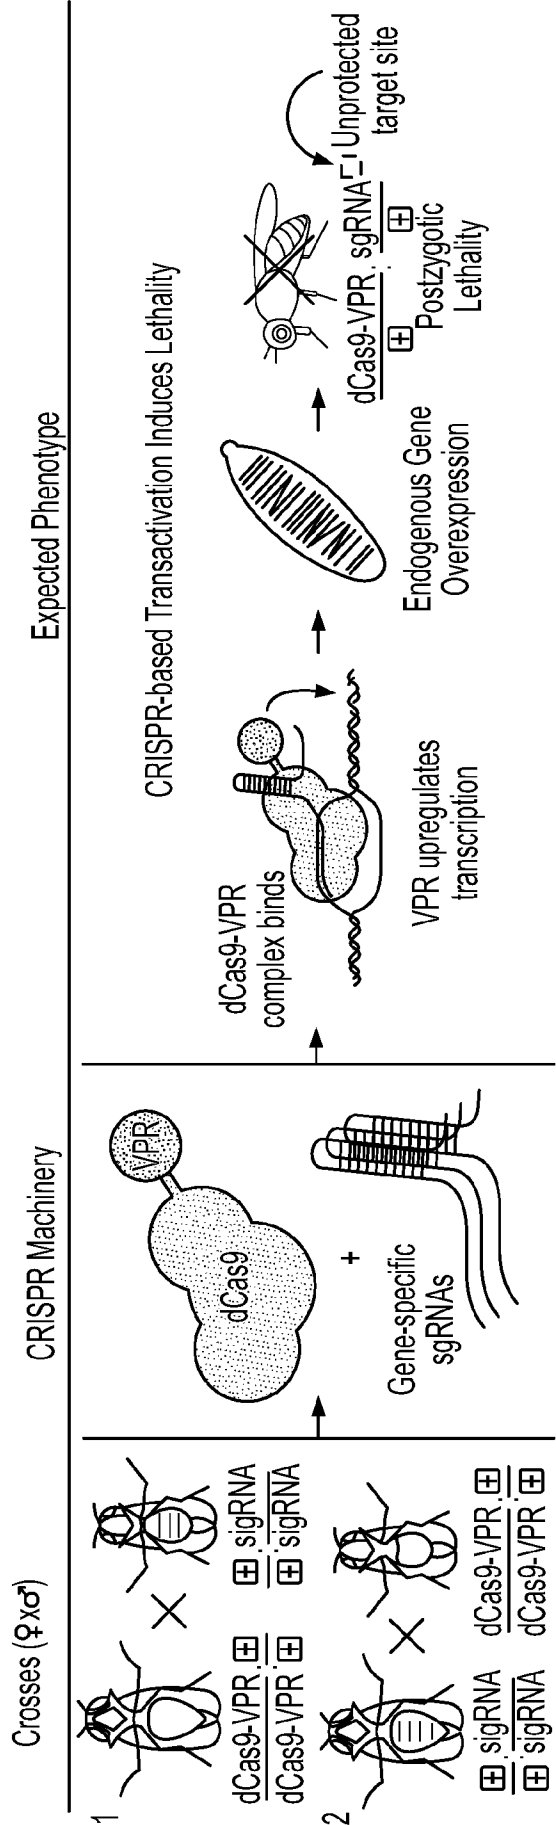 Crosses (♀x♂)
CRISPR Machinery
Expected Phenotype
1
dCas9-VPR ; +
dCas9-VPR ; +
+ ; sigRNA
+ ; sigRNA
2
+ ; sigRNA
+ ; sigRNA
dCas9-VPR ; +
dCas9-VPR ; +
VPR
dCas9
+
Gene-specific
sgRNAs
CRISPR-based Transactivation Induces Lethality
dCas9-VPR
complex binds
VPR upregulates
transcription
Endogenous Gene
Overexpression
dCas9-VPR ; sgRNA
+ ; +
Postzygotic
Lethality
Unprotected
target site